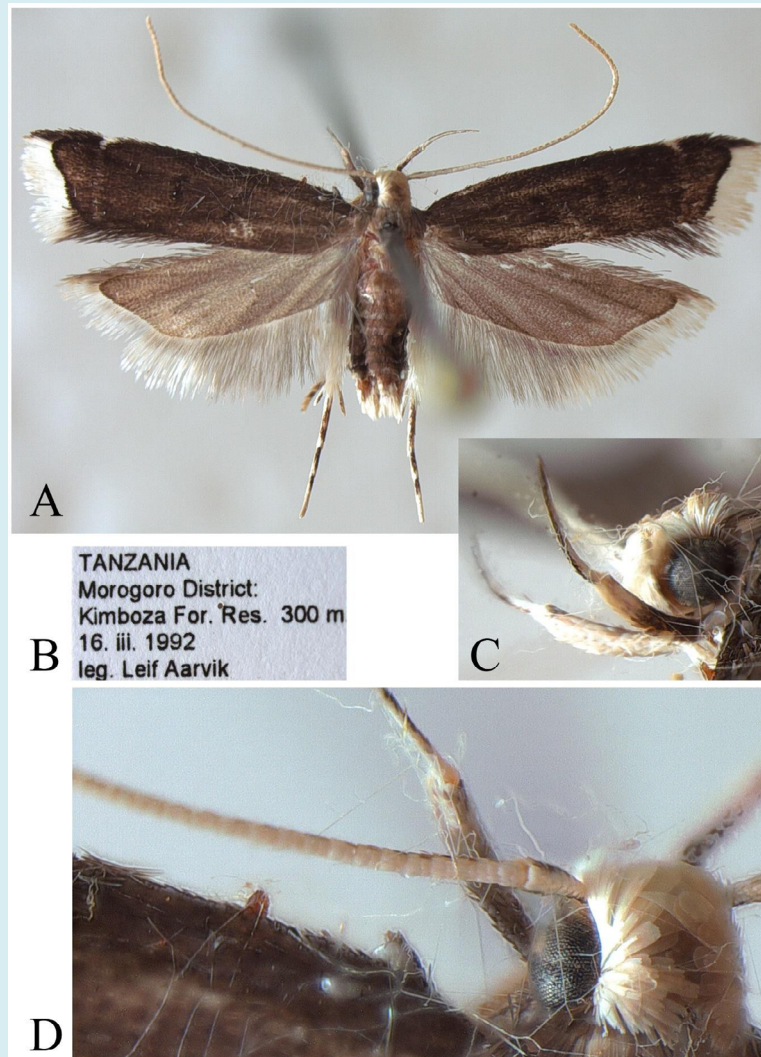 A
B
TANZANIA
Morogoro District:
Kimboza For. Res. 300 m
16. iii. 1992
leg. Leif Aarvik
C
D